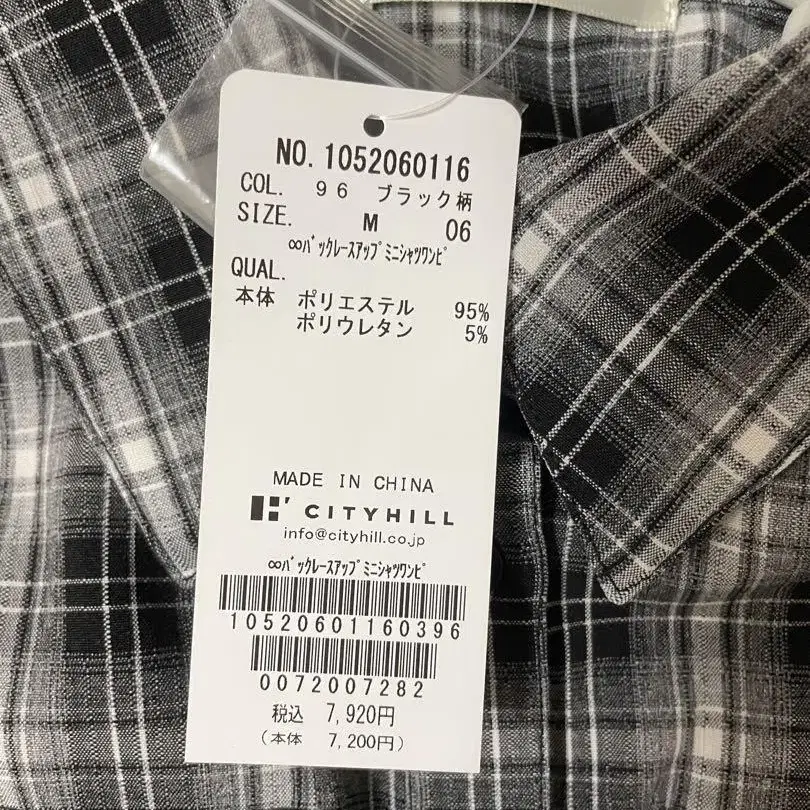 NO. 1052060116
COL. 96 ブラック柄
SIZE. M 06
∞ﾊﾞｯｸﾚｰｽｱｯﾌﾟﾐﾆｼｬﾂﾜﾝﾋﾟ
QUAL.
本体 ポリエステル 95%
ポリウレタン 5%
MADE IN CHINA
CITYHILL
info@cityhill.co.jp
∞ﾊﾞｯｸﾚｰｽｱｯﾌﾟﾐﾆｼｬﾂﾜﾝﾋﾟ
10520601160396
0072007282
税込 7,920円
(本体 7,200円)